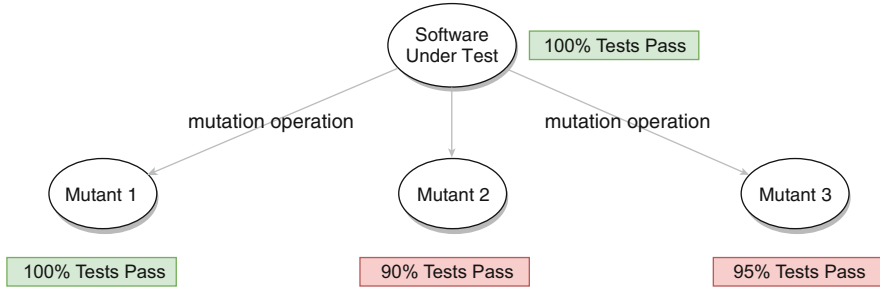 Software
Under Test
100% Tests Pass
mutation operation
mutation operation
Mutant 1
Mutant 2
Mutant 3
100% Tests Pass
90% Tests Pass
95% Tests Pass